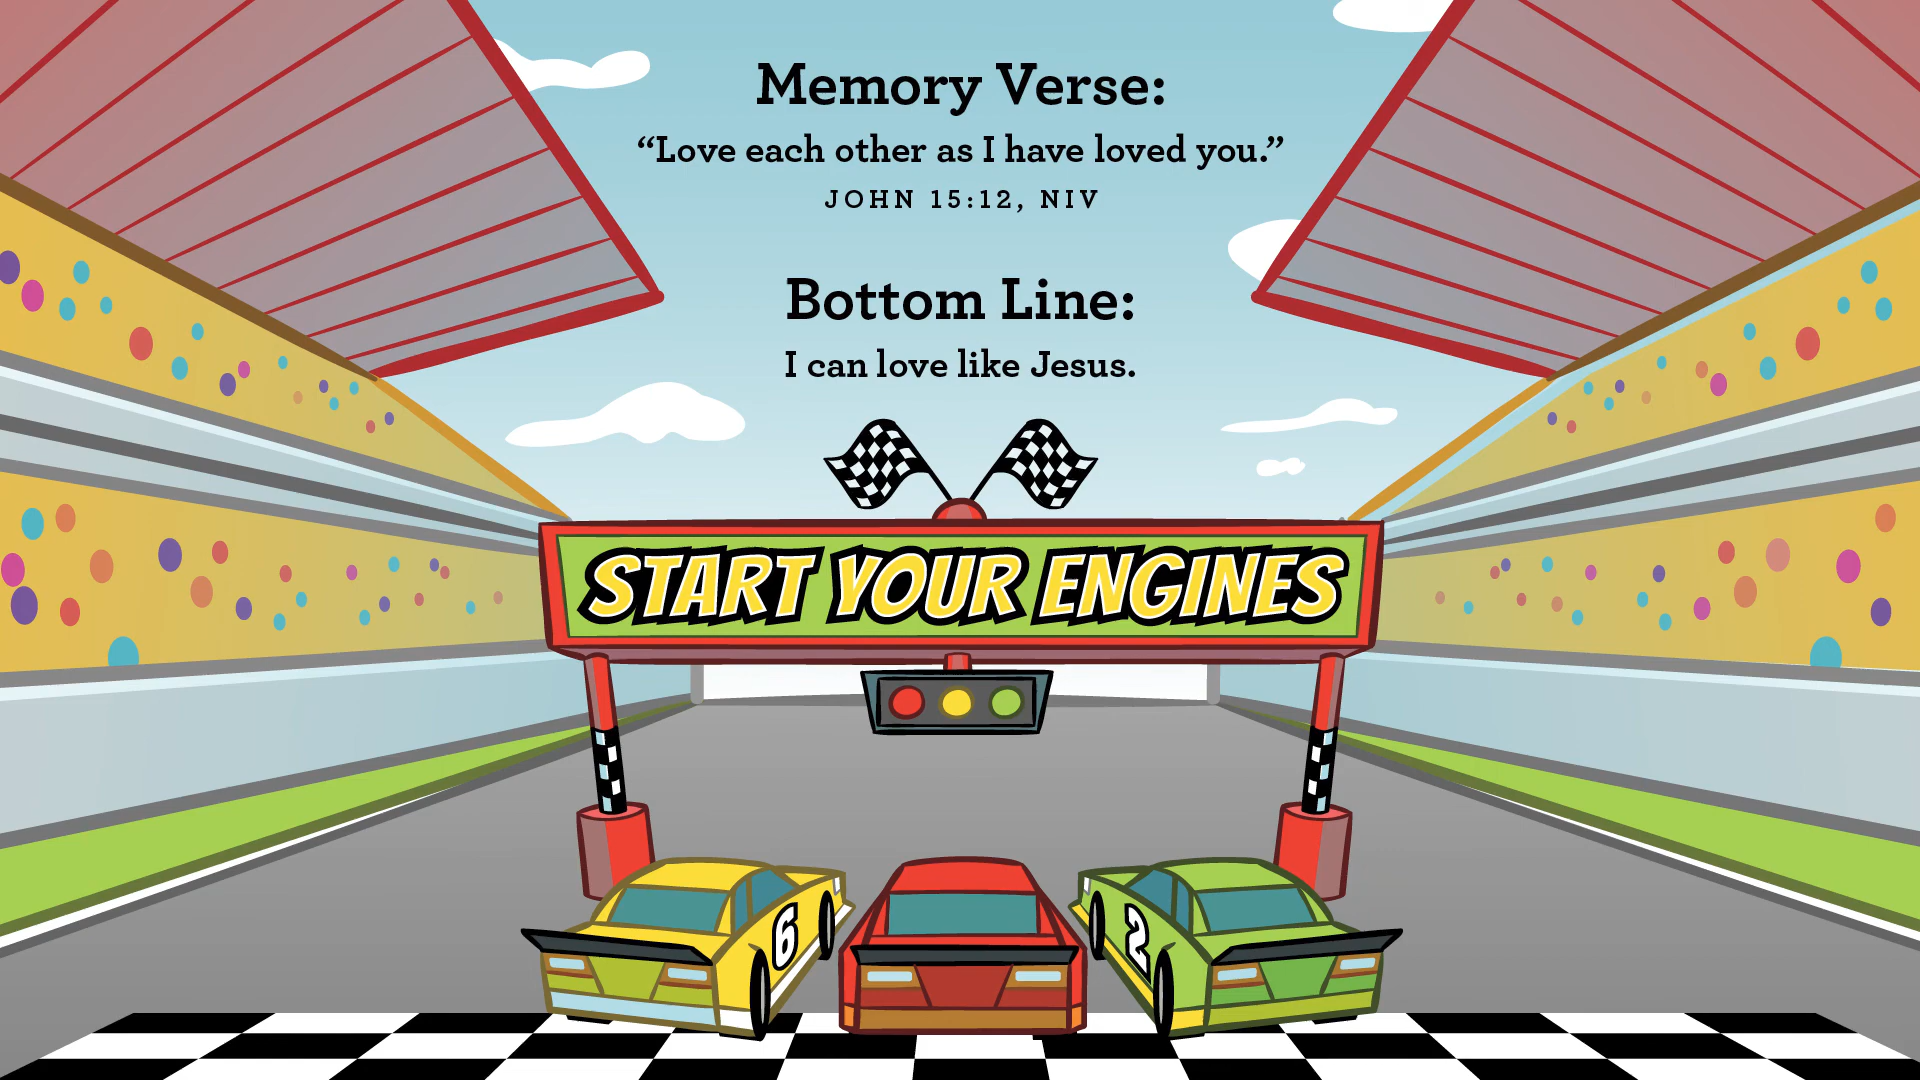 Memory Verse:
“Love each other as I have loved you.”
JOHN 15:12, NIV
Bottom Line:
I can love like Jesus.
START YOUR ENGINES
6
2